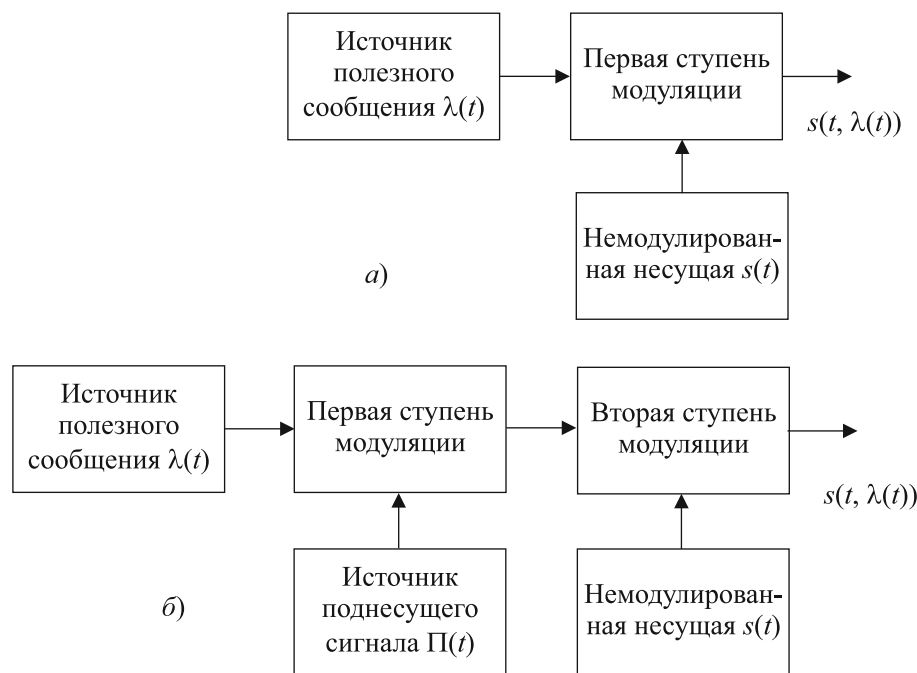 Источник
полезного
сообщения λ(t)
Первая ступень
модуляции
s(t, λ(t))
Немодулирован-
ная несущая s(t)
а)
Источник
полезного
сообщения λ(t)
Первая ступень
модуляции
Вторая ступень
модуляции
s(t, λ(t))
Источник
поднесущего
сигнала П(t)
Немодулирован-
ная несущая s(t)
б)